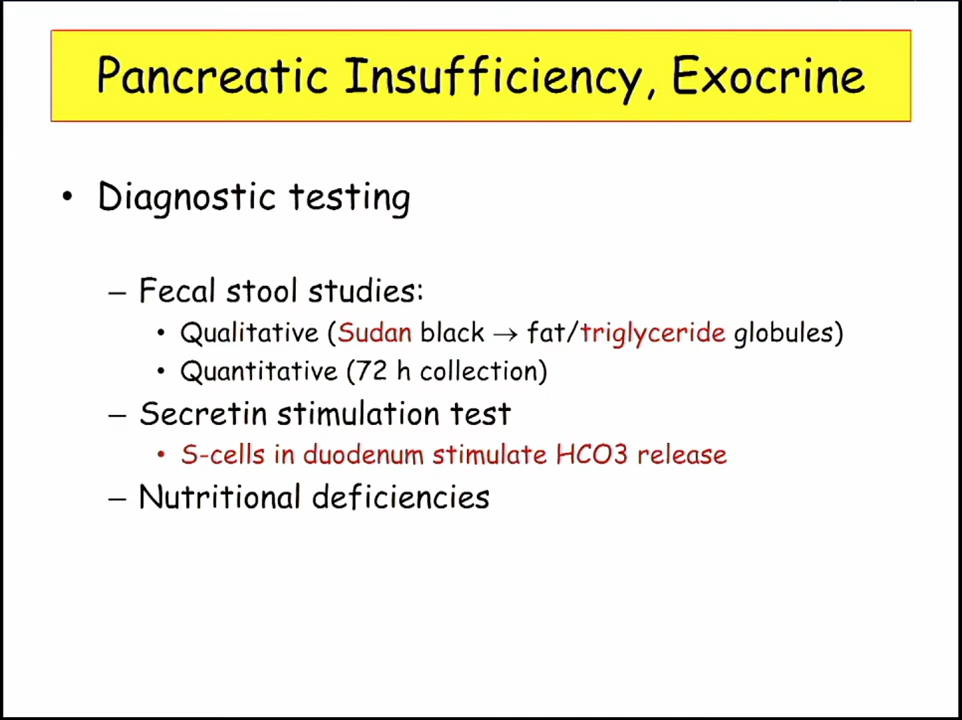 Pancreatic Insufficiency, Exocrine
• Diagnostic testing
– Fecal stool studies:
• Qualitative (Sudan black → fat/triglyceride globules)
• Quantitative (72 h collection)
– Secretin stimulation test
• S-cells in duodenum stimulate HCO3 release
– Nutritional deficiencies